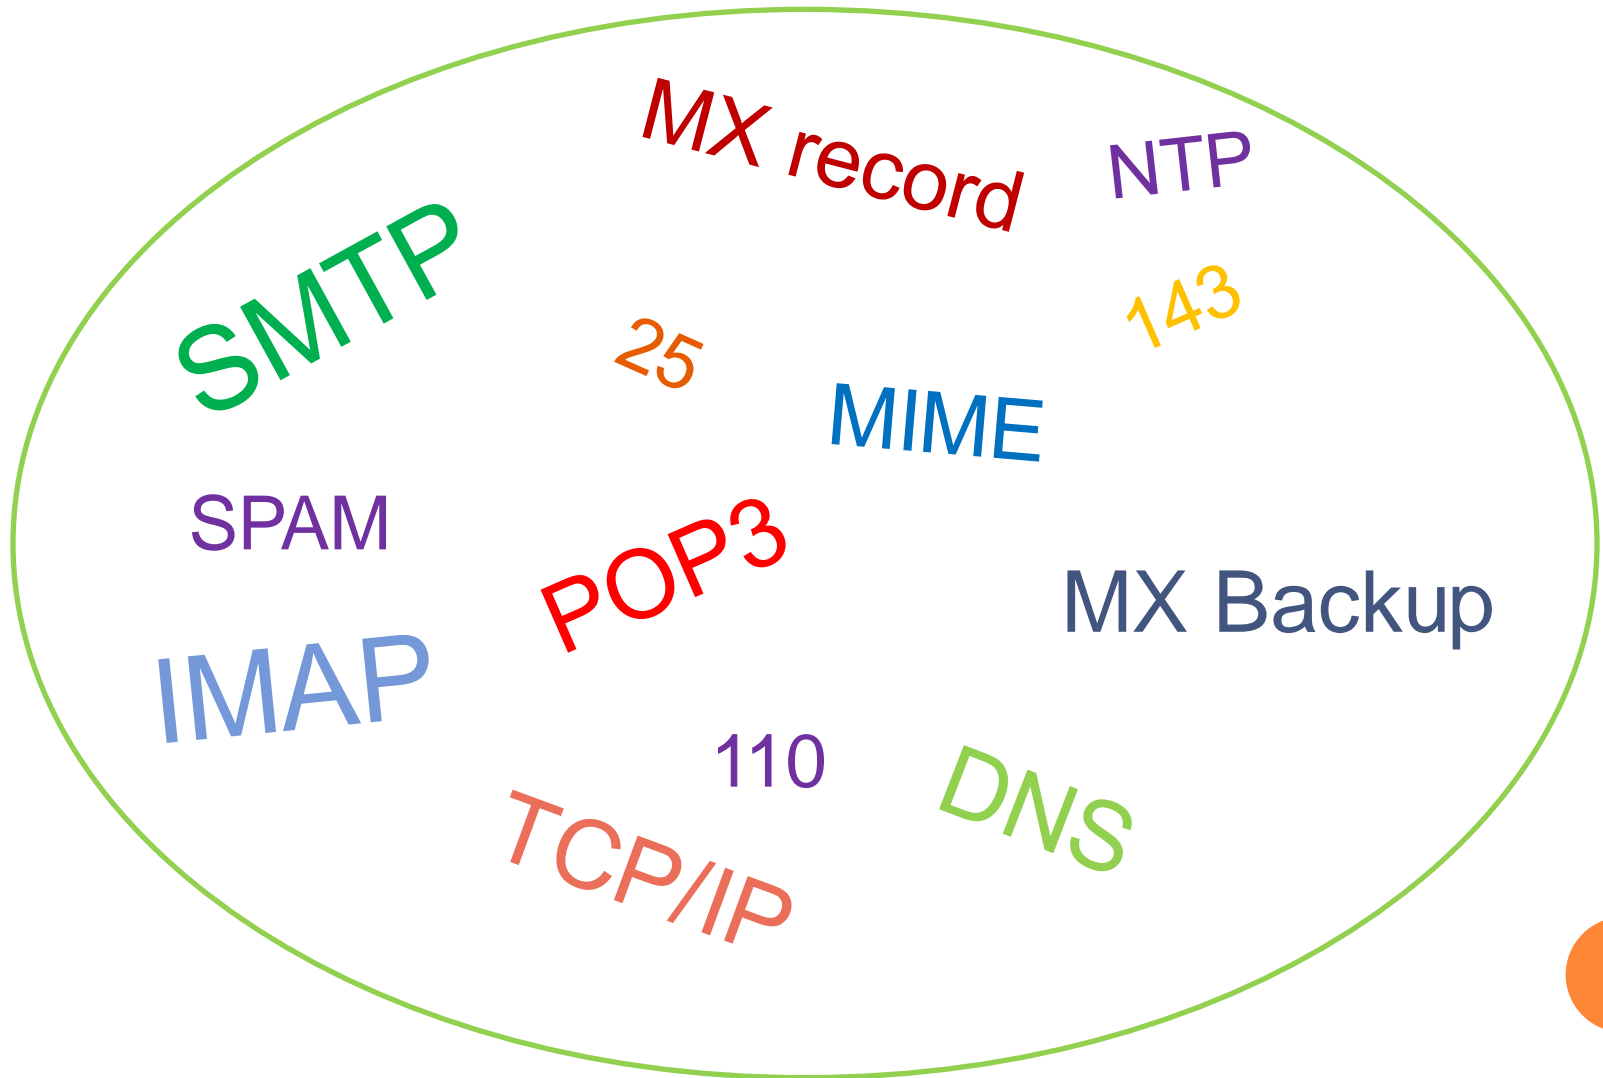 MX record
NTP
SMTP
143
25
MIME
SPAM
POP3
MX Backup
IMAP
110
DNS
TCP/IP